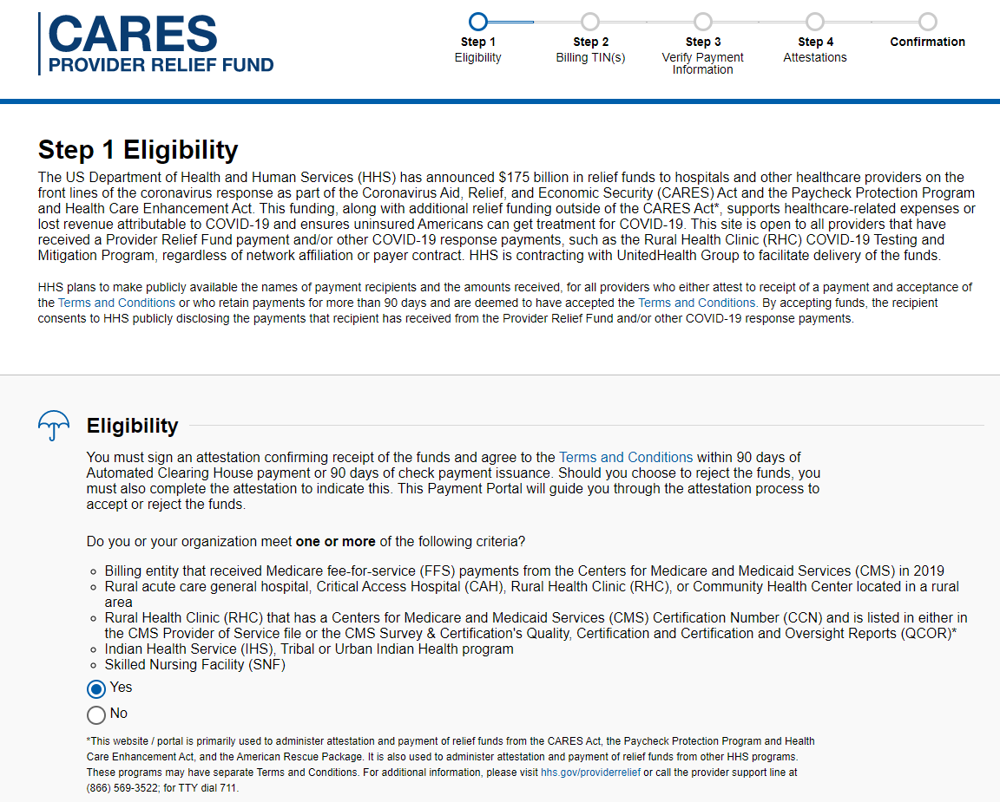 CARES
PROVIDER RELIEF FUND
Step 1
Eligibility
Step 2
Billing TIN(s)
Step 3
Verify Payment
Information
Step 4
Attestations
Confirmation
Step 1 Eligibility
The US Department of Health and Human Services (HHS) has announced $175 billion in relief funds to hospitals and other healthcare providers on the
front lines of the coronavirus response as part of the Coronavirus Aid, Relief, and Economic Security (CARES) Act and the Paycheck Protection Program
and Health Care Enhancement Act. This funding, along with additional relief funding outside of the CARES Act*, supports healthcare-related expenses or
lost revenue attributable to COVID-19 and ensures uninsured Americans can get treatment for COVID-19. This site is open to all providers that have
received a Provider Relief Fund payment and/or other COVID-19 response payments, such as the Rural Health Clinic (RHC) COVID-19 Testing and
Mitigation Program, regardless of network affiliation or payer contract. HHS is contracting with UnitedHealth Group to facilitate delivery of the funds.
HHS plans to make publicly available the names of payment recipients and the amounts received, for all providers who either attest to receipt of a payment and acceptance of
the Terms and Conditions or who retain payments for more than 90 days and are deemed to have accepted the Terms and Conditions. By accepting funds, the recipient
consents to HHS publicly disclosing the payments that recipient has received from the Provider Relief Fund and/or other COVID-19 response payments.
Eligibility
You must sign an attestation confirming receipt of the funds and agree to the Terms and Conditions within 90 days of
Automated Clearing House payment or 90 days of check payment issuance. Should you choose to reject the funds, you
must also complete the attestation to indicate this. This Payment Portal will guide you through the attestation process to
accept or reject the funds.
Do you or your organization meet one or more of the following criteria?
Billing entity that received Medicare fee-for-service (FFS) payments from the Centers for Medicare and Medicaid Services (CMS) in 2019
Rural acute care general hospital, Critical Access Hospital (CAH), Rural Health Clinic (RHC), or Community Health Center located in a rural
area
Rural Health Clinic (RHC) that has a Centers for Medicare and Medicaid Services (CMS) Certification Number (CCN) and is listed in either in
the CMS Provider of Service file or the CMS Survey & Certification's Quality, Certification and Certification and Oversight Reports (QCOR)*
Indian Health Service (IHS), Tribal or Urban Indian Health program
Skilled Nursing Facility (SNF)
Yes
No
*This website / portal is primarily used to administer attestation and payment of relief funds from the CARES Act, the Paycheck Protection Program and Health
Care Enhancement Act, and the American Rescue Package. It is also used to administer attestation and payment of relief funds from other HHS programs.
These programs may have separate Terms and Conditions. For additional information, please visit hhs.gov/providerrelief or call the provider support line at
(866) 569-3522; for TTY dial 711.